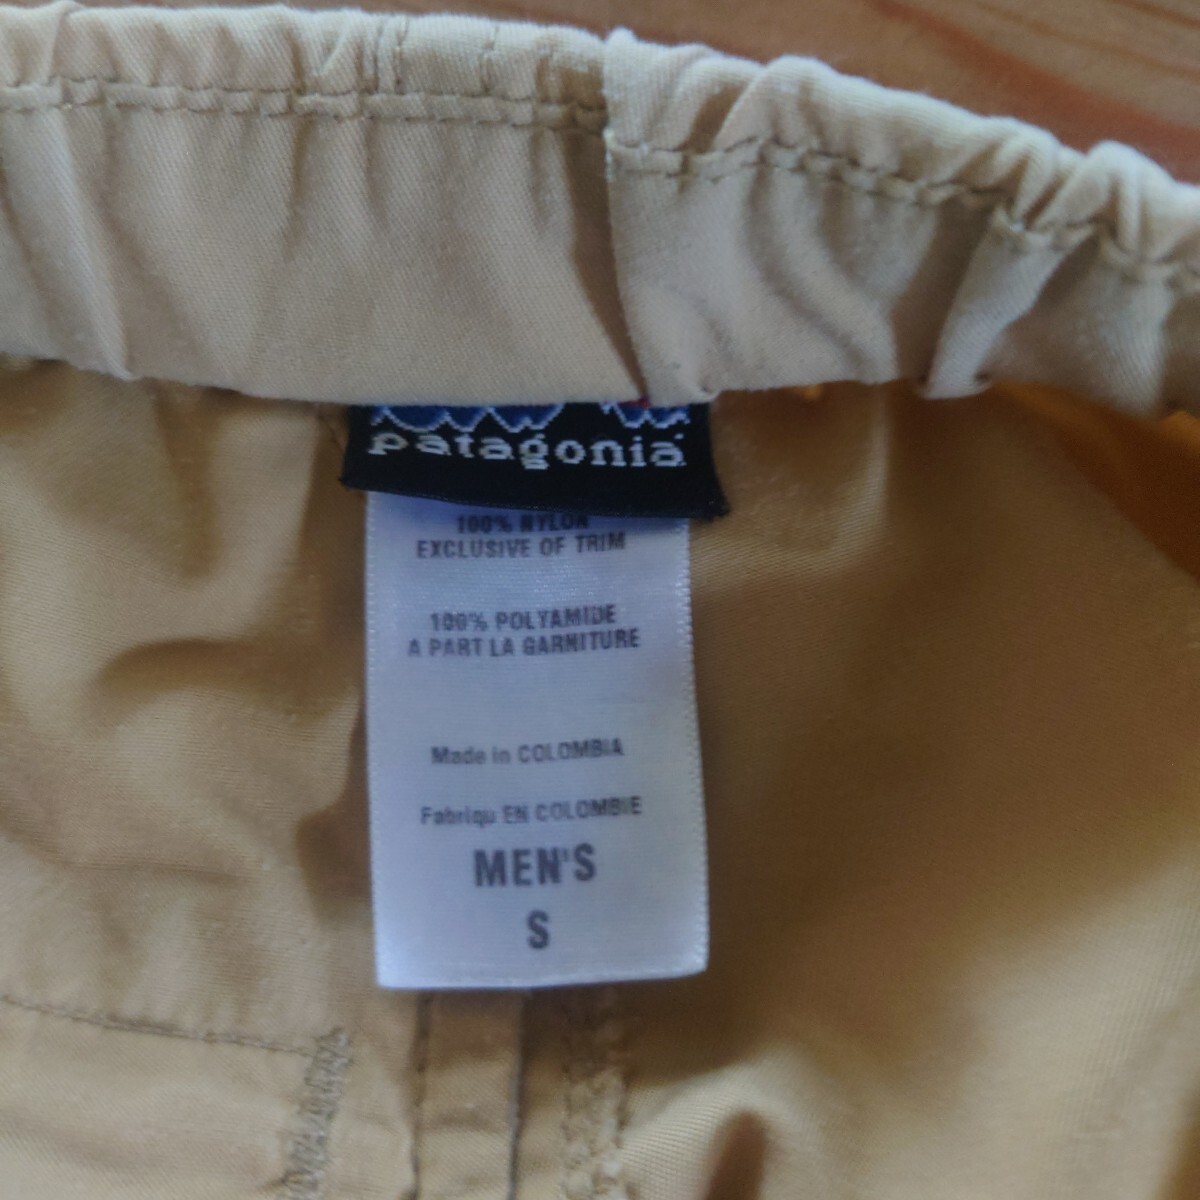 patagonia
100% NYLON
EXCLUSIVE OF TRIM
100% POLYAMIDE
A PART LA GARNITURE
Made in COLOMBIA
Fabriqu EN COLOMBIE
MEN'S
S